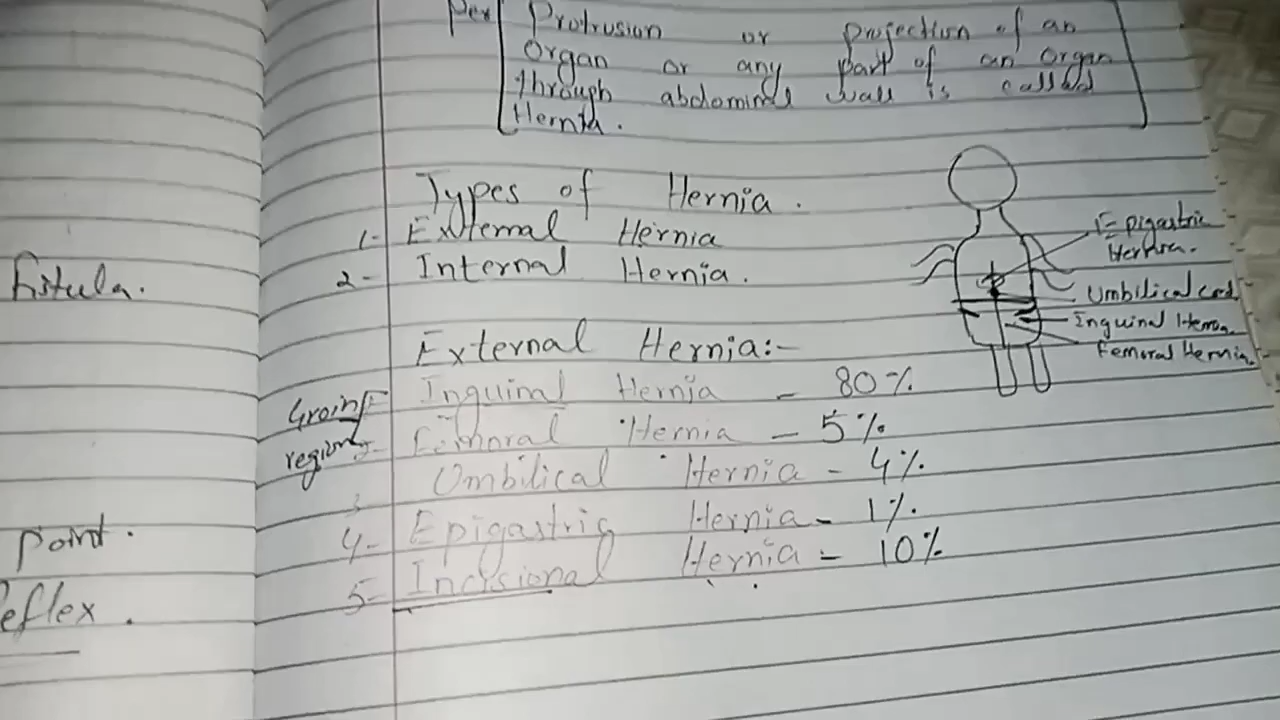 Per
Protrusion or projection of an
Organ or any part of an Organ
through abdominal wall is called
Hernia.
Types of Hernia.
1- External Hernia
2- Internal Hernia.
External Hernia:-
Groin
region
Inguinal Hernia - 80%
Femoral Hernia - 5%
3 Umbilical Hernia - 4%
4- Epigastric Hernia - 1%
5- Incisional Hernia - 10%
Epigastric
Hernia.
Umbilical
Inguinal Hernia
Femoral Hernia
fistula.
Point.
eflex.